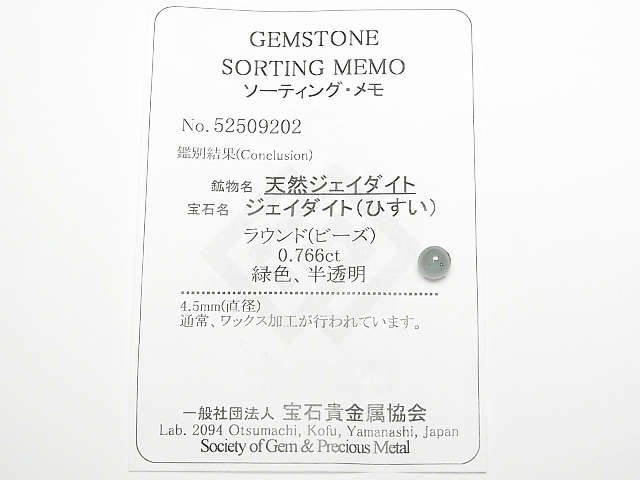 GEMSTONE
SORTING MEMO
ソーティング・メモ
No. 52509202
鑑別結果(Conclusion)
鉱物名 天然ジェイダイト
宝石名 ジェイダイト(ひすい)
ラウンド(ビーズ)
0.766ct
緑色、半透明
4.5mm(直径)
通常、ワックス加工が行われています。
一般社団法人 宝石貴金属協会
Lab. 2094 Otsumachi, Kofu, Yamanashi, Japan
Society of Gem & Precious Metal